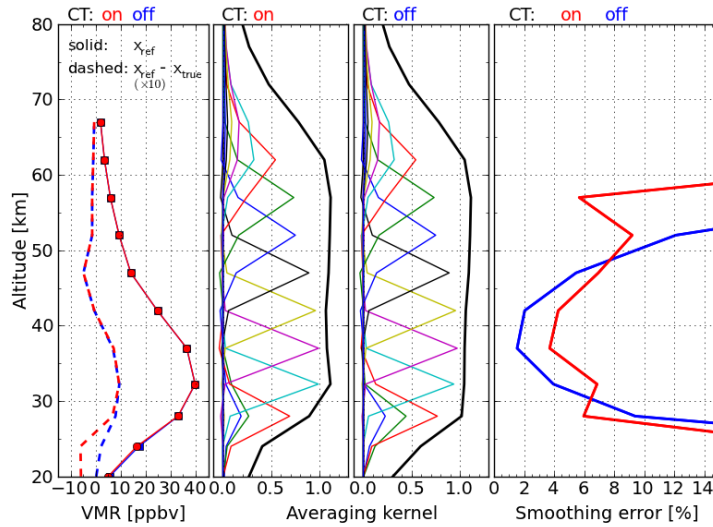 CT: on off
CT: on
CT: off
CT: on off
solid: x_ref
dashed: x_ref - x_true
(×10)
Altitude [km]
80
70
60
50
40
30
20
−10 0 10 20 30 40
0.0 0.5 1.0
0.0 0.5 1.0
0 2 4 6 8 10 12 14
VMR [ppbv]
Averaging kernel
Smoothing error [%]